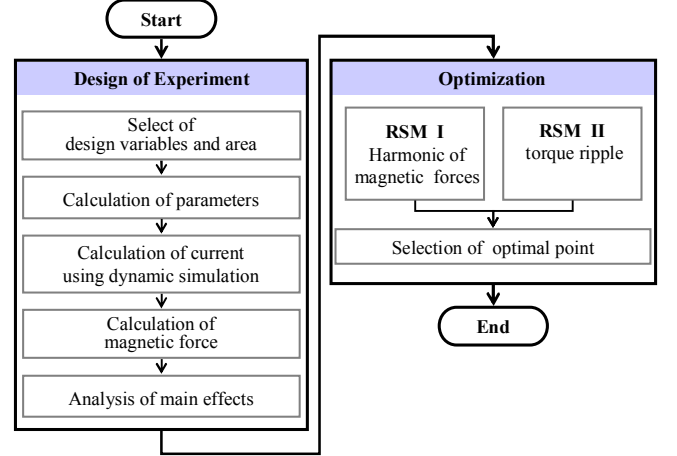 Start
Design of Experiment
Select of
design variables and area
Calculation of parameters
Calculation of current
using dynamic simulation
Calculation of
magnetic force
Analysis of main effects
Optimization
RSM I
Harmonic of
magnetic forces
RSM II
torque ripple
Selection of optimal point
End